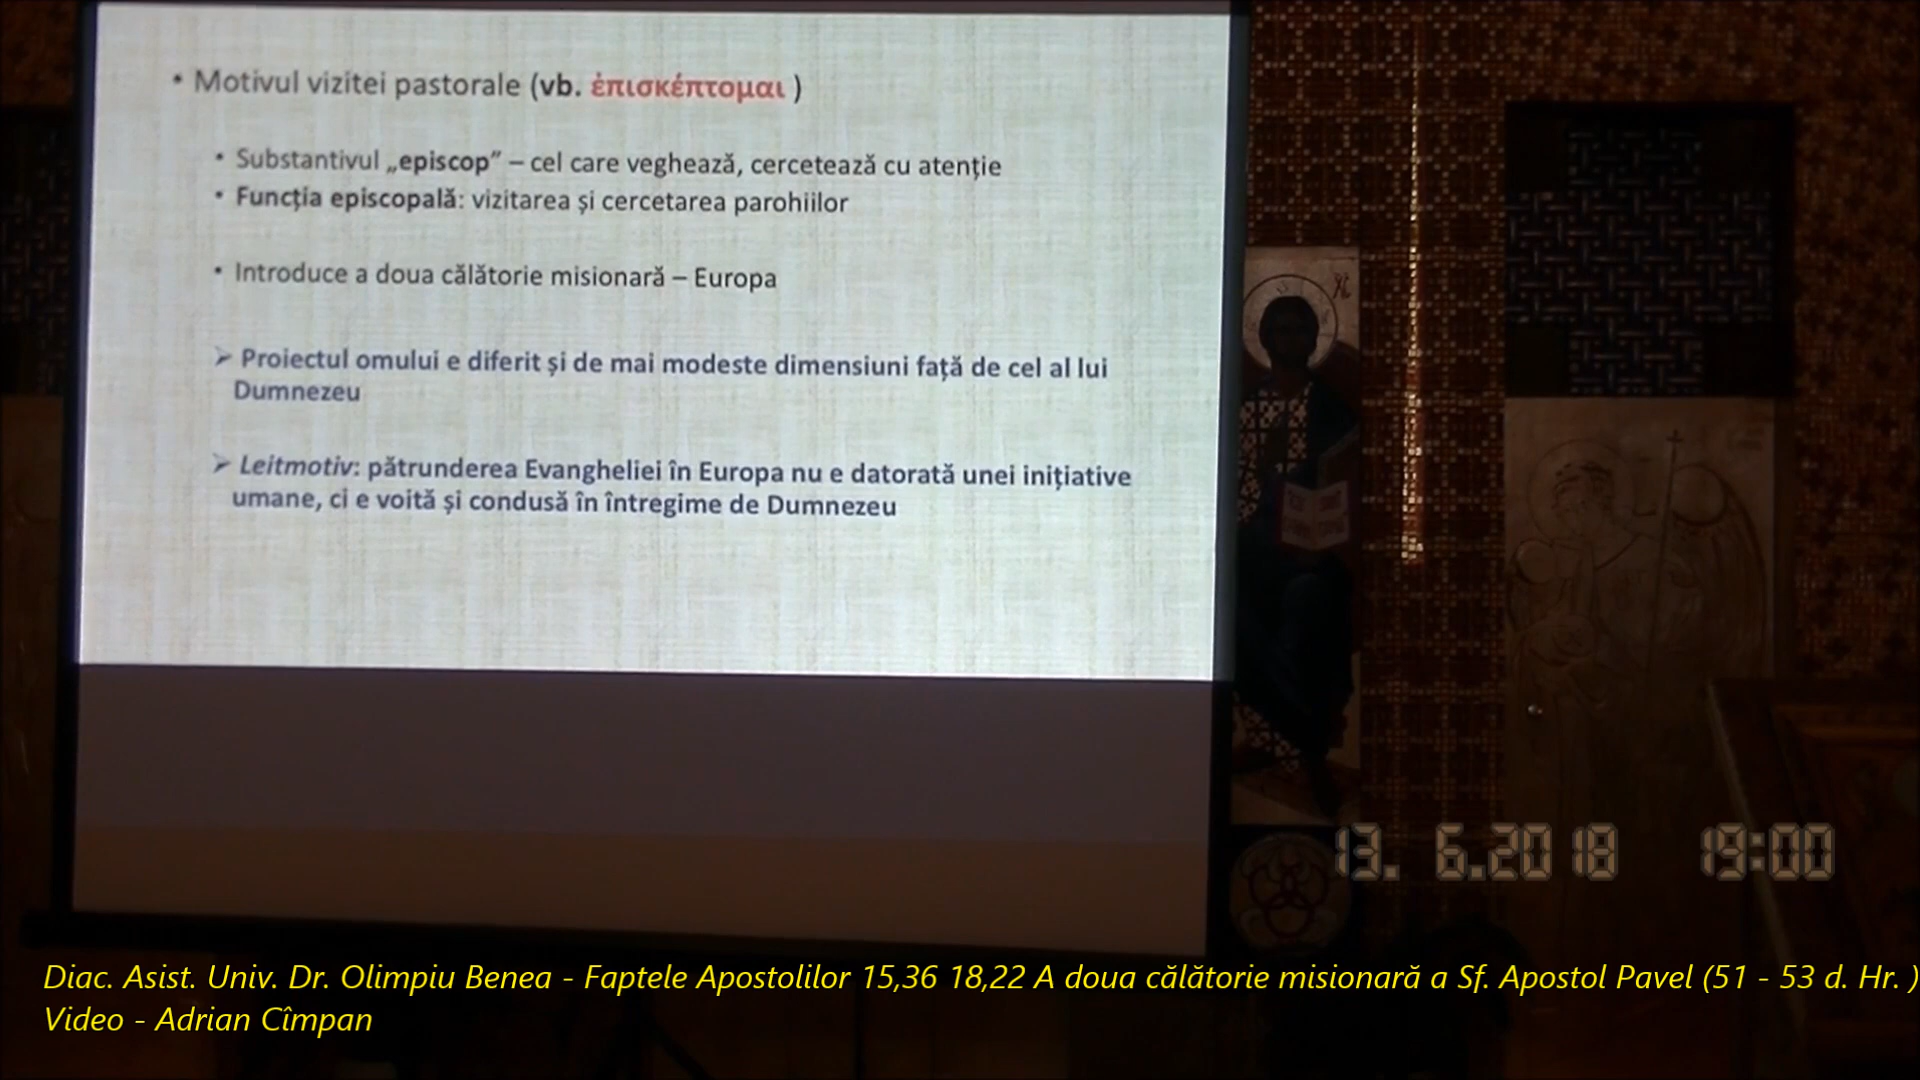 • Motivul vizitei pastorale (vb. ἐπισκέπτομαι )
• Substantivul „episcop” – cel care veghează, cercetează cu atenție
• Funcția episcopală: vizitarea și cercetarea parohiilor
• Introduce a doua călătorie misionară – Europa
➢ Proiectul omului e diferit și de mai modeste dimensiuni față de cel al lui
Dumnezeu
➢ Leitmotiv: pătrunderea Evangheliei în Europa nu e datorată unei inițiative
umane, ci e voită și condusă în întregime de Dumnezeu
13. 6.2018 19:00
Diac. Asist. Univ. Dr. Olimpiu Benea - Faptele Apostolilor 15,36 18,22 A doua călătorie misionară a Sf. Apostol Pavel (51 - 53 d. Hr. )
Video - Adrian Cîmpan